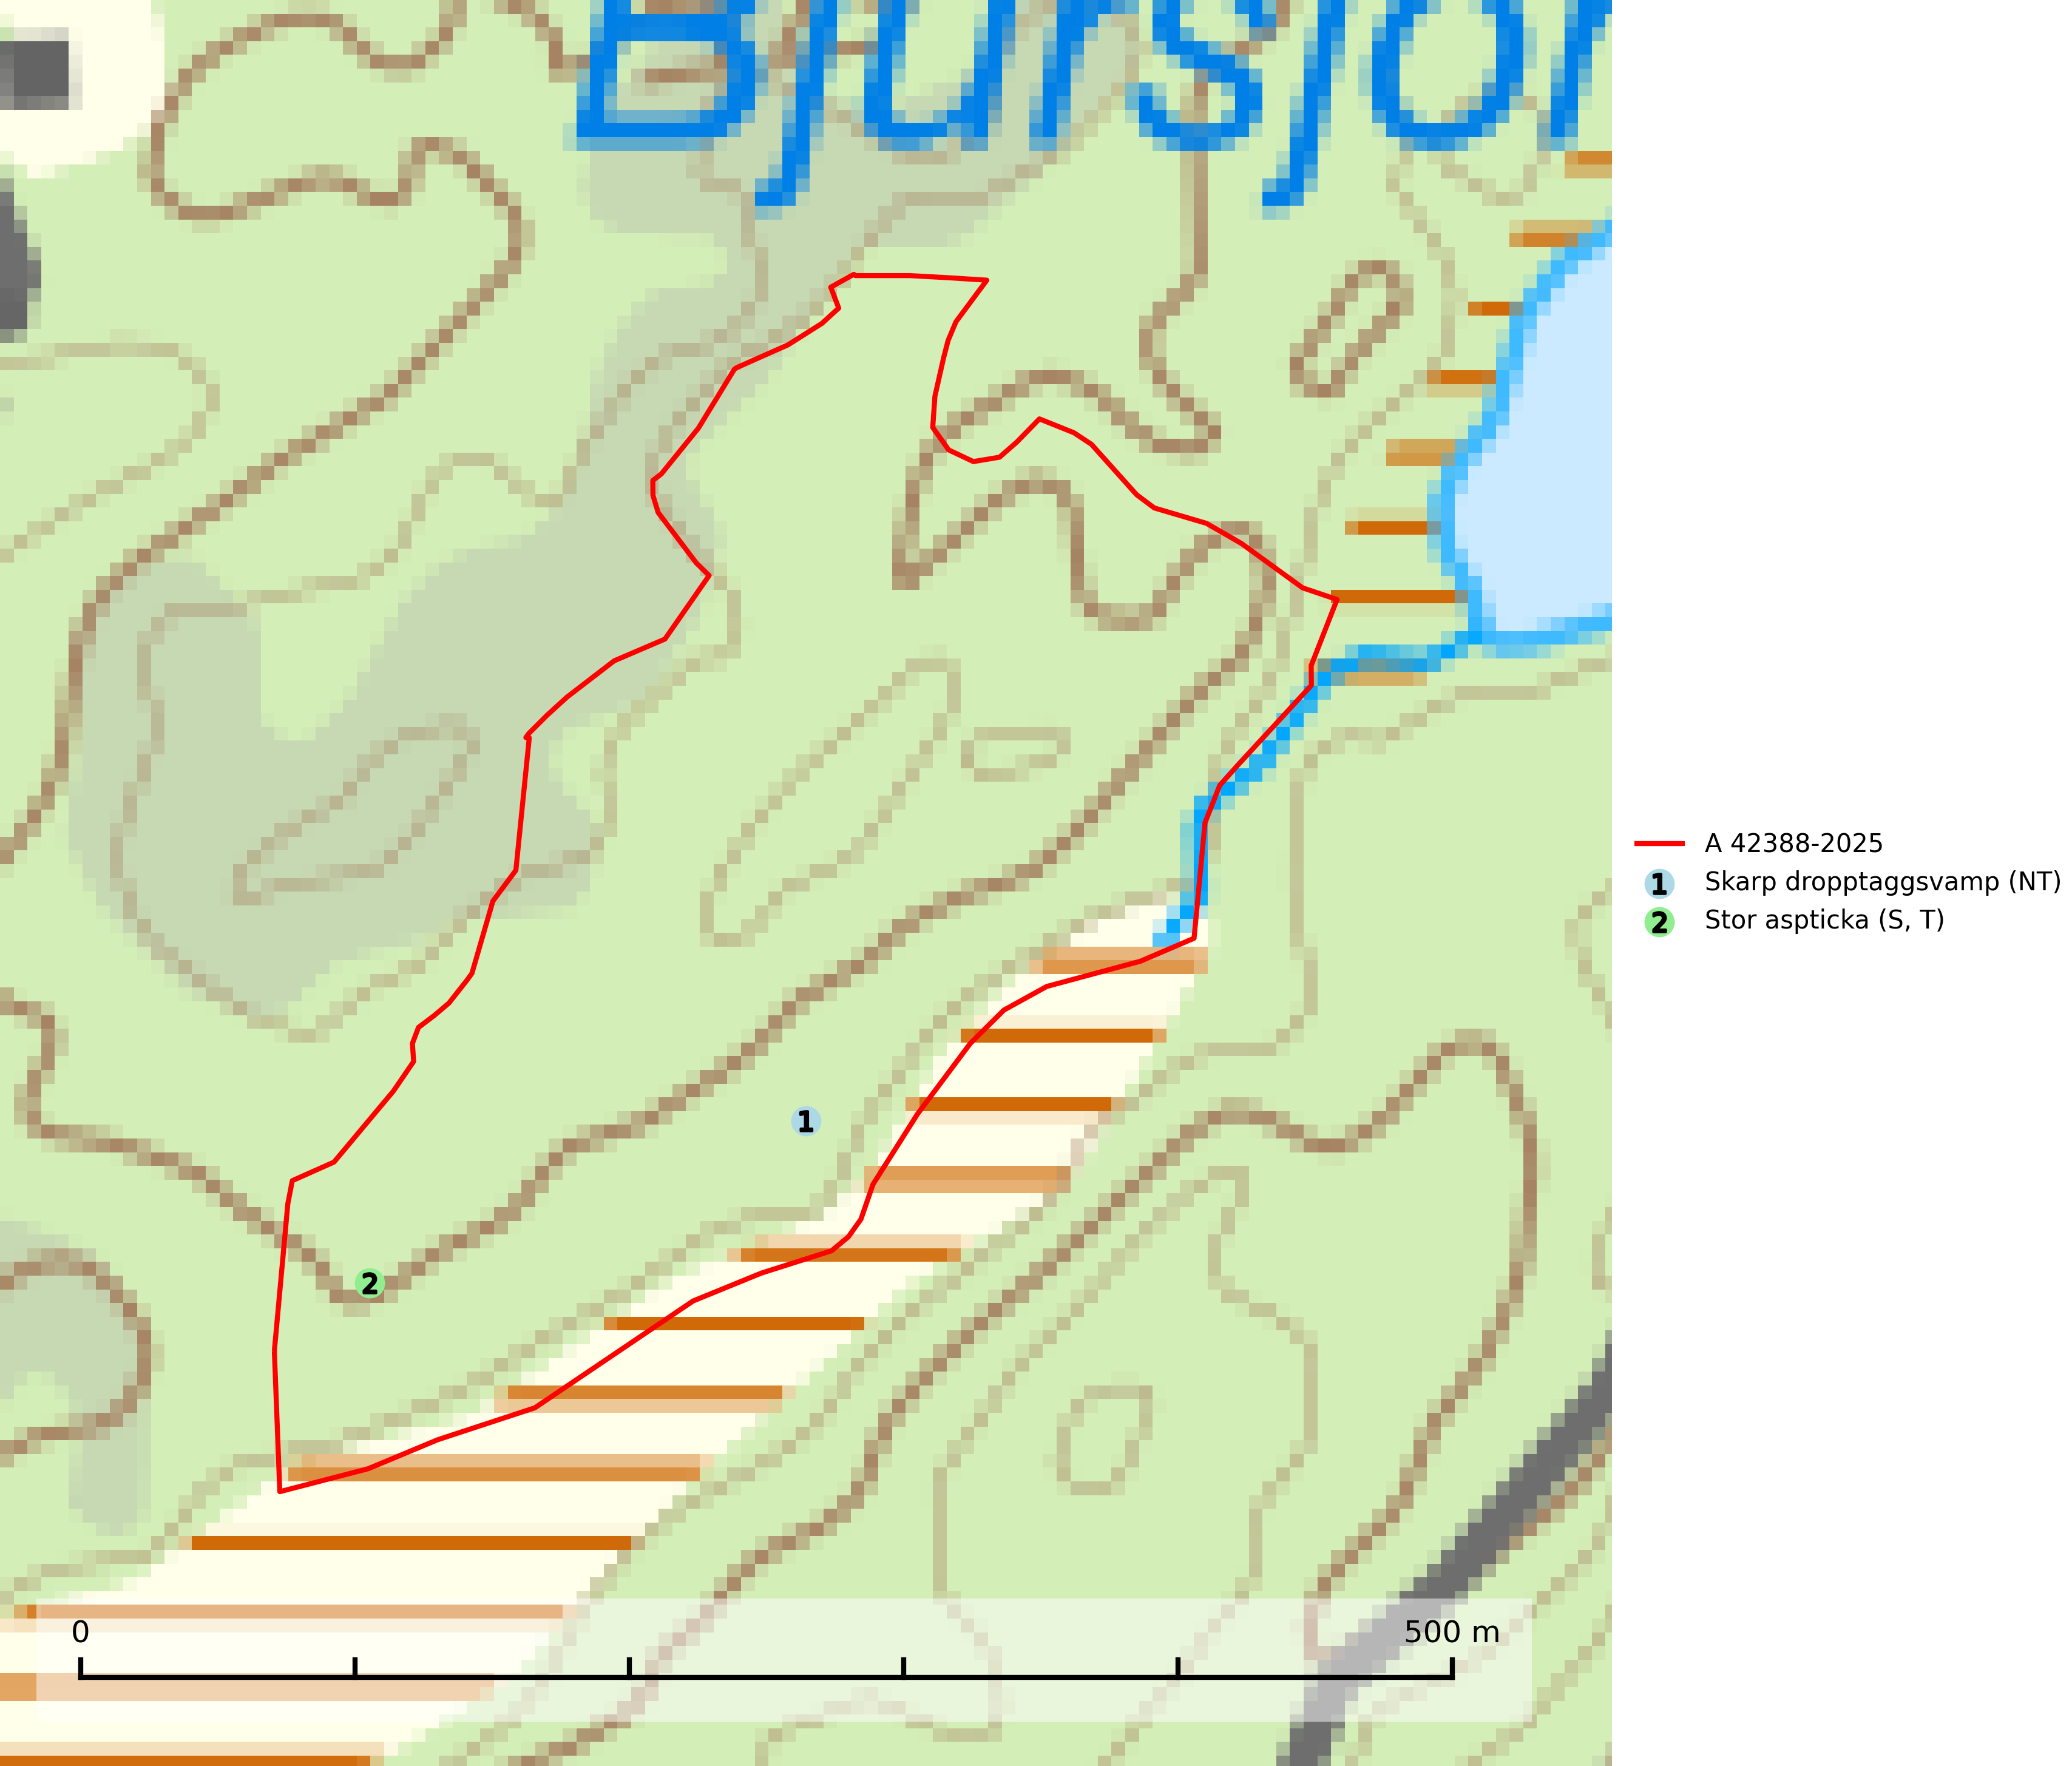 A 42388-2025
1 Skarp dropptaggsvamp (NT)
2 Stor aspticka (S, T)
1
2
0 500 m